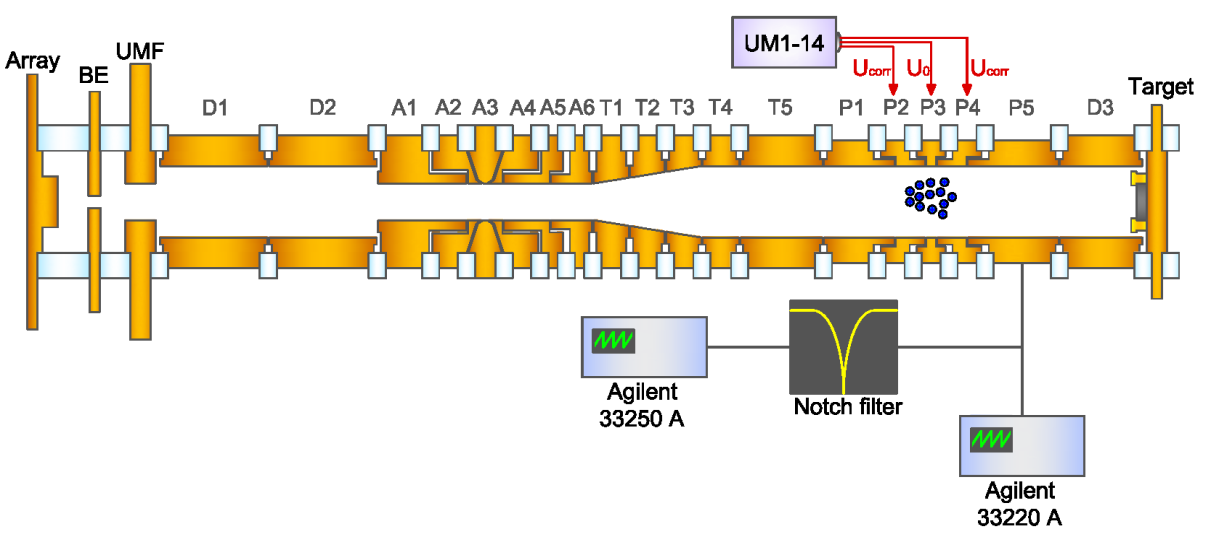 UM1-14
Ucorr U0 Ucorr
Array
BE
UMF
D1 D2 A1 A2 A3 A4 A5 A6 T1 T2 T3 T4 T5 P1 P2 P3 P4 P5 D3
Target
Agilent
33250 A
Notch filter
Agilent
33220 A